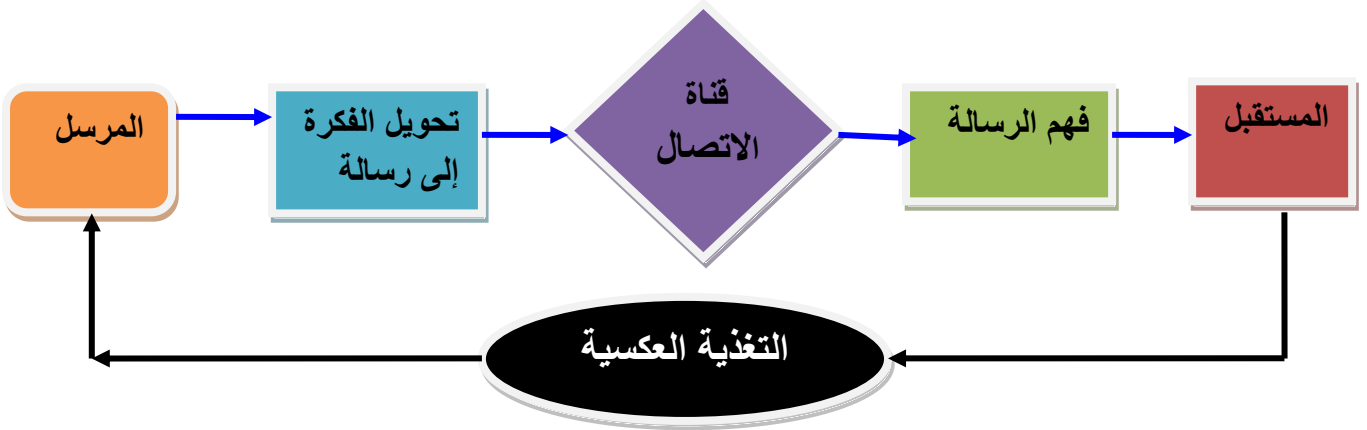 المرسل
تحويل الفكرة
إلى رسالة
قناة
الاتصال
فهم الرسالة
المستقبل
التغذية العكسية